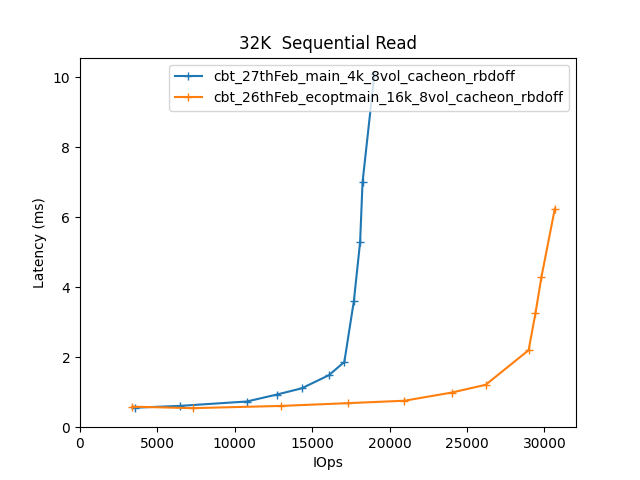 32K  Sequential Read
cbt_27thFeb_main_4k_8vol_cacheon_rbdoff
cbt_26thFeb_ecoptmain_16k_8vol_cacheon_rbdoff
Latency (ms)
10
8
6
4
2
0
0 5000 10000 15000 20000 25000 30000
IOps